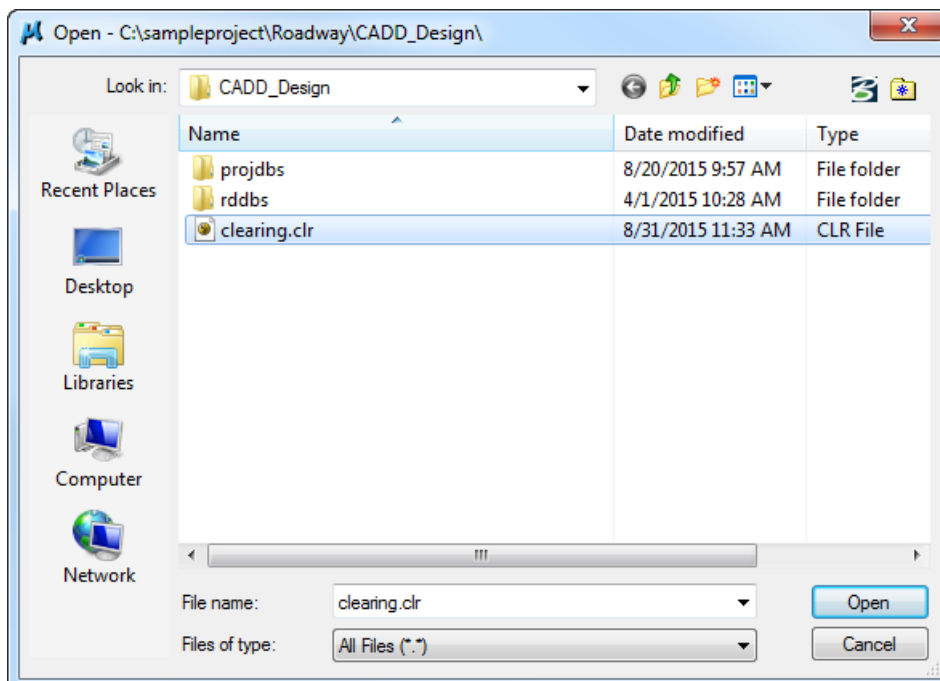 Open - C:\sampleproject\Roadway\CADD_Design\
Look in: CADD_Design
Name Date modified Type
projdbs 8/20/2015 9:57 AM File folder
rddbs 4/1/2015 10:28 AM File folder
clearing.clr 8/31/2015 11:33 AM CLR File
Recent Places
Desktop
Libraries
Computer
Network
File name: clearing.clr Open
Files of type: All Files (*.*) Cancel